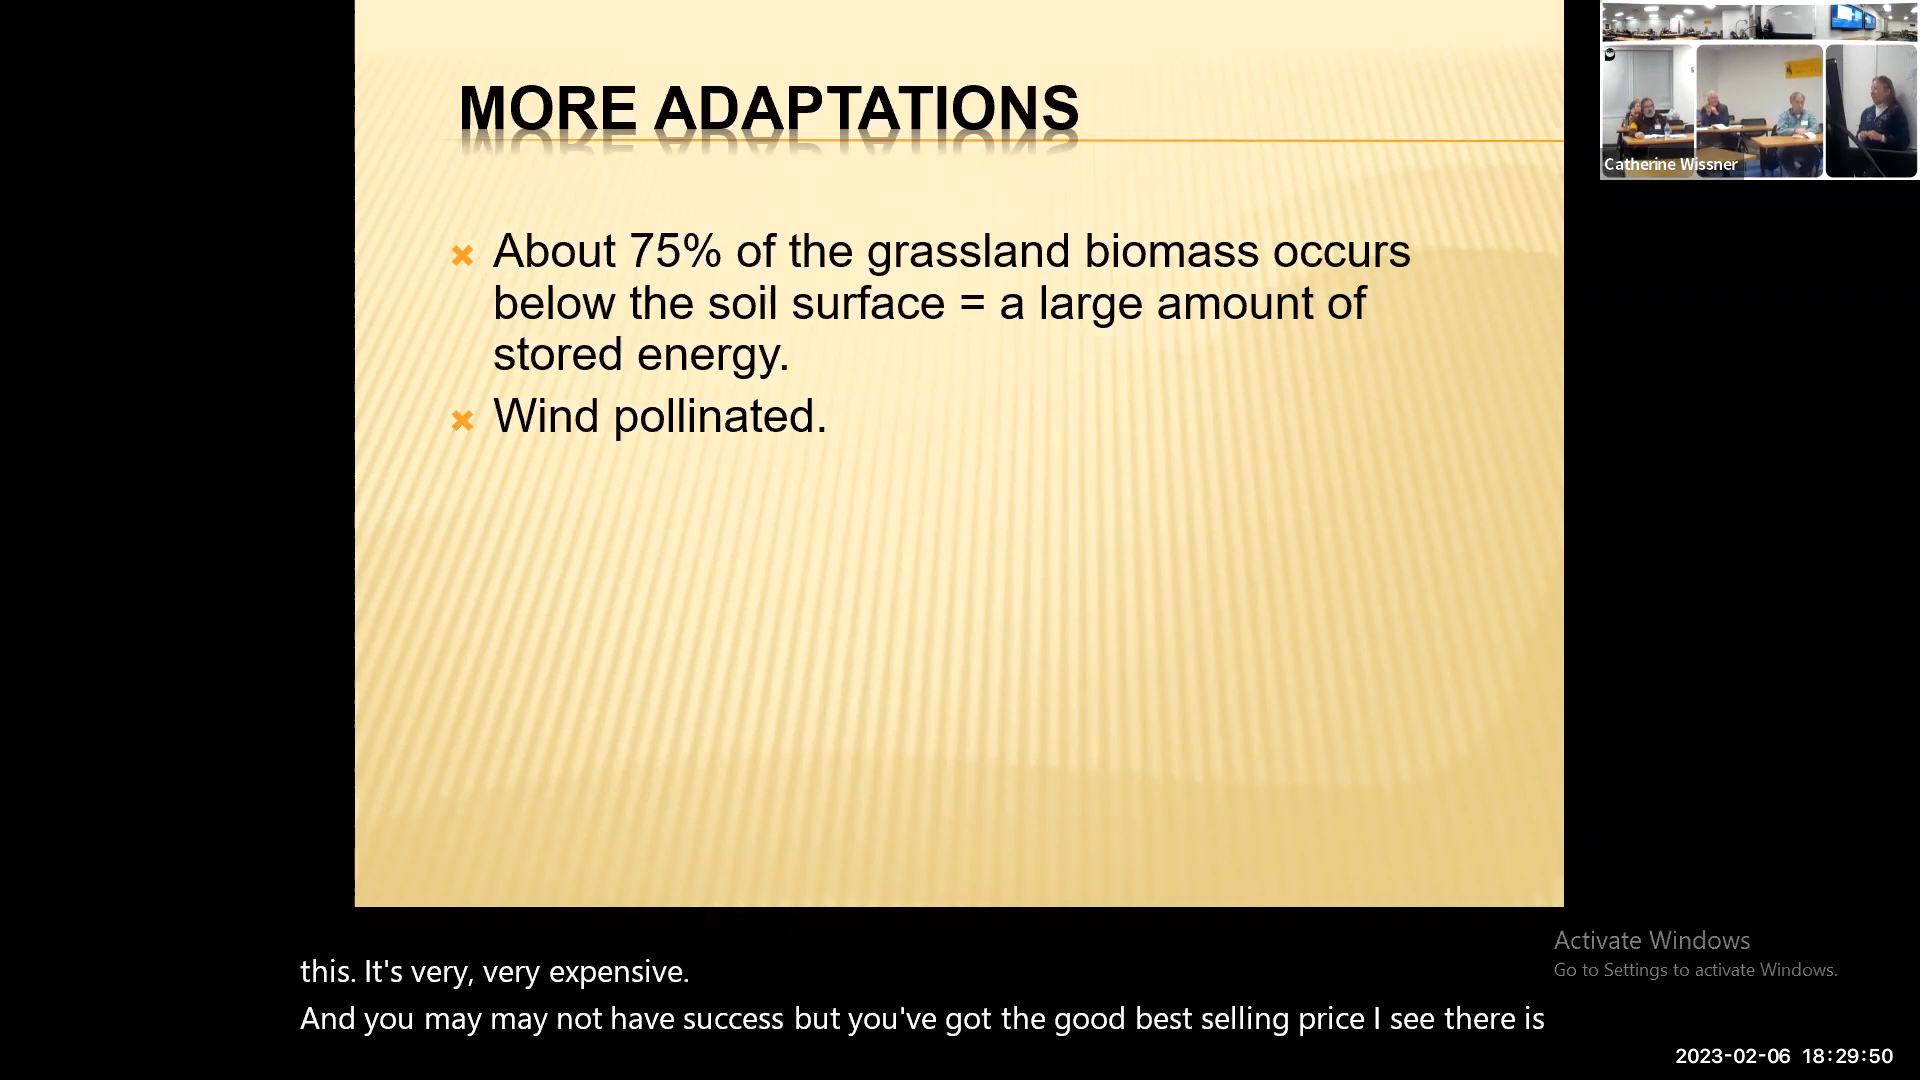 MORE ADAPTATIONS
About 75% of the grassland biomass occurs
below the soil surface = a large amount of
stored energy.
Wind pollinated.
Catherine Wissner
this. It's very, very expensive.
And you may may not have success but you've got the good best selling price I see there is
Activate Windows
Go to Settings to activate Windows.
2023-02-06 18:29:50